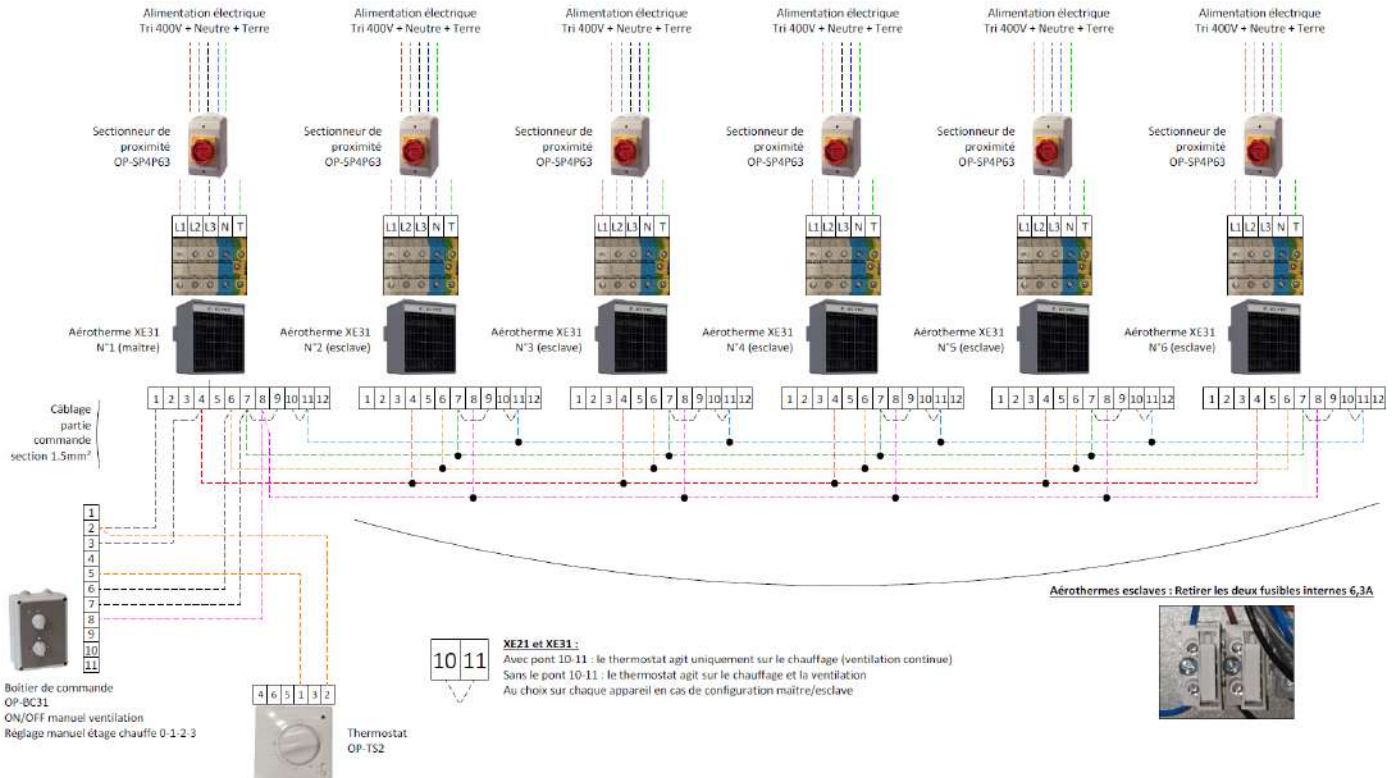 Alimentation électrique
Tri 400V + Neutre + Terre
Alimentation électrique
Tri 400V + Neutre + Terre
Alimentation électrique
Tri 400V + Neutre + Terre
Alimentation électrique
Tri 400V + Neutre + Terre
Alimentation électrique
Tri 400V + Neutre + Terre
Alimentation électrique
Tri 400V + Neutre + Terre
Sectionneur de
proximité
OP-SP4P63
Sectionneur de
proximité
OP-SP4P63
Sectionneur de
proximité
OP-SP4P63
Sectionneur de
proximité
OP-SP4P63
Sectionneur de
proximité
OP-SP4P63
Sectionneur de
proximité
OP-SP4P63
L1 L2 L3 N T
L1 L2 L3 N T
L1 L2 L3 N T
L1 L2 L3 N T
L1 L2 L3 N T
L1 L2 L3 N T
Aérotherme XE31
N°1 (maître)
Aérotherme XE31
N°2 (esclave)
Aérotherme XE31
N°3 (esclave)
Aérotherme XE31
N°4 (esclave)
Aérotherme XE31
N°5 (esclave)
Aérotherme XE31
N°6 (esclave)
1 2 3 4 5 6 7 8 9 10 11 12
1 2 3 4 5 6 7 8 9 10 11 12
1 2 3 4 5 6 7 8 9 10 11 12
1 2 3 4 5 6 7 8 9 10 11 12
1 2 3 4 5 6 7 8 9 10 11 12
1 2 3 4 5 6 7 8 9 10 11 12
Câblage
partie
commande
section 1.5mm²
1
2
3
4
5
6
7
8
9
10
11
Boîtier de commande
OP-BC31
ON/OFF manuel ventilation
Réglage manuel étage chauffe 0-1-2-3
4 6 5 1 3 2
Thermostat
OP-TS2
10 11
XE21 et XE31 :
Avec pont 10-11 : le thermostat agit uniquement sur le chauffage (ventilation continue)
Sans le pont 10-11 : le thermostat agit sur le chauffage et la ventilation
Au choix sur chaque appareil en cas de configuration maître/esclave
Aérothermes esclaves : Retirer les deux fusibles internes 6,3A